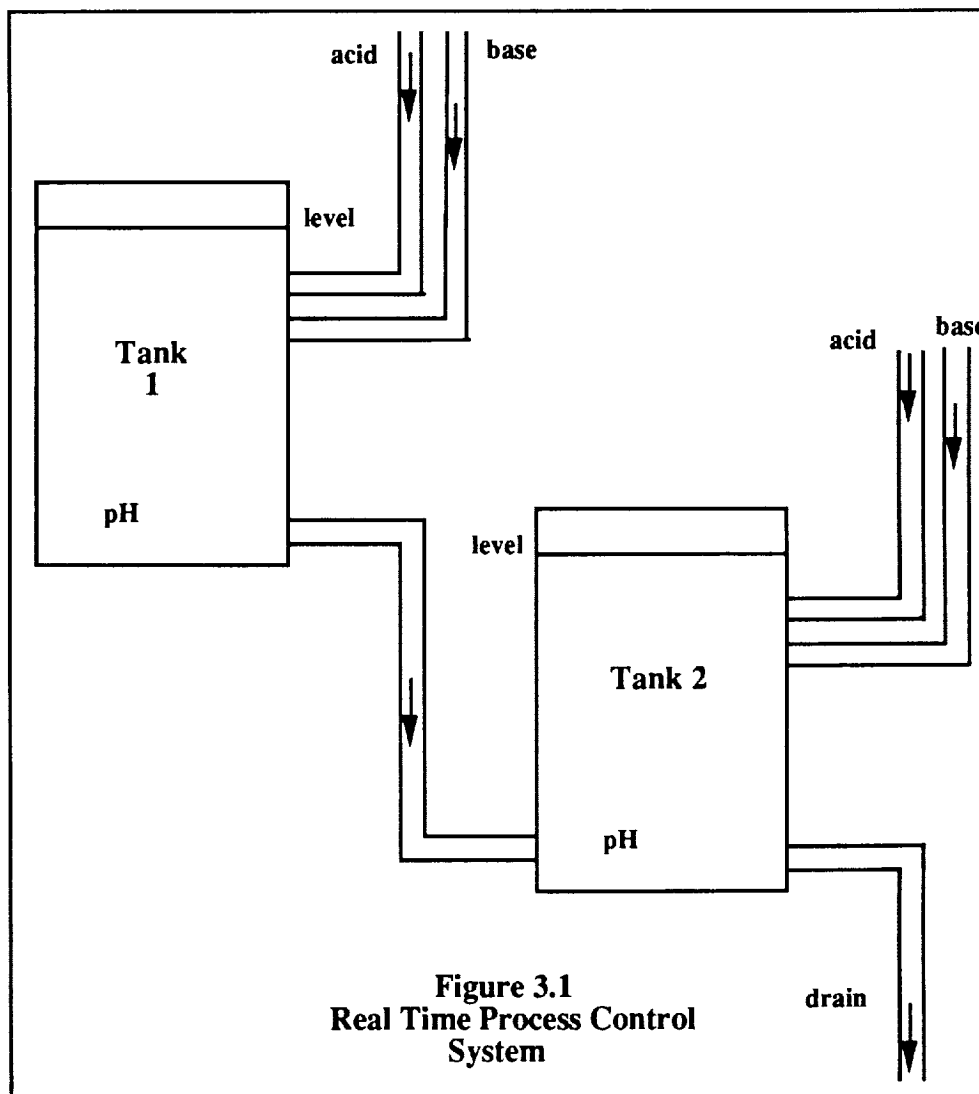 acid
base
level
Tank
1
pH
acid
base
level
Tank 2
pH
drain
Figure 3.1
Real Time Process Control
System